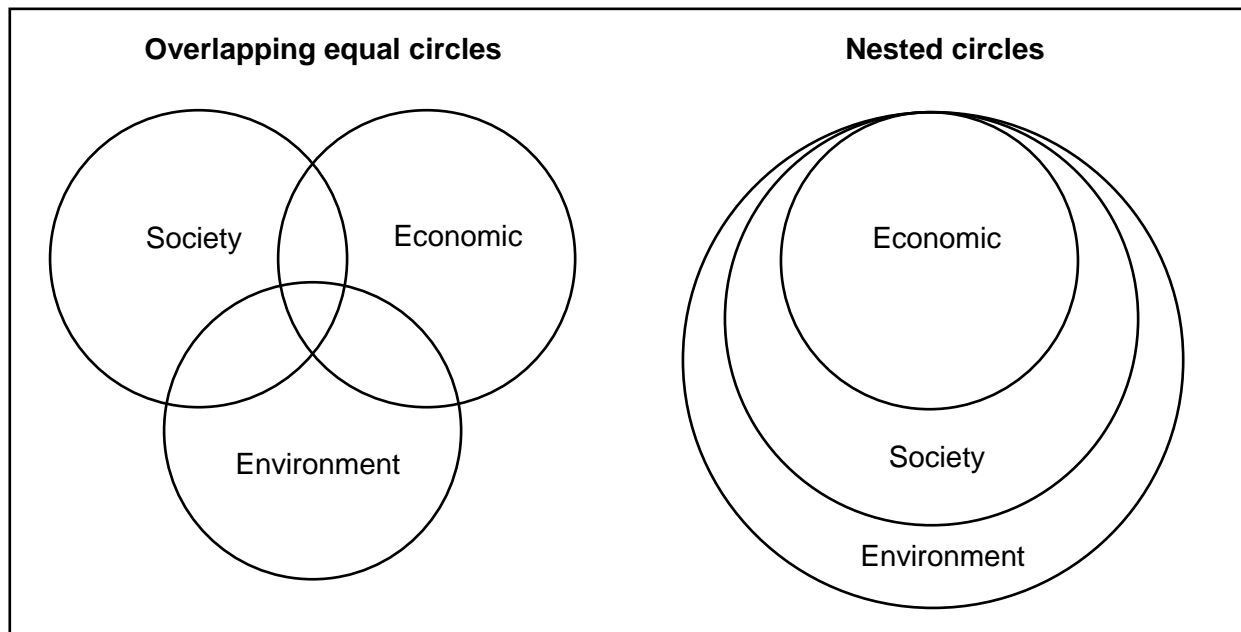 Overlapping equal circles
Society
Economic
Environment
Nested circles
Economic
Society
Environment